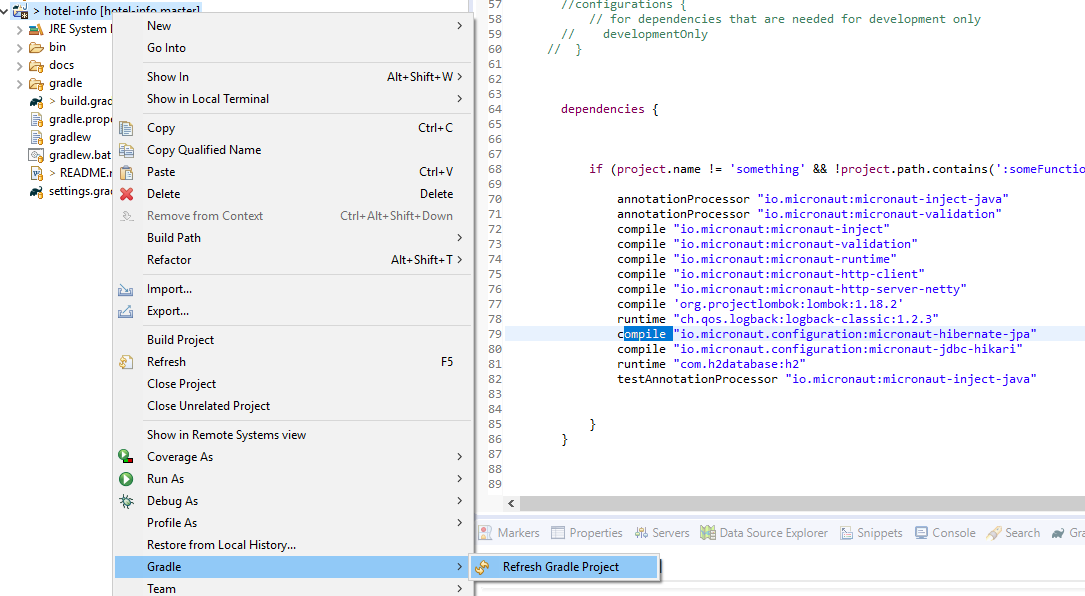 > hotel-info [hotel-info master]
JRE System
bin
docs
gradle
> build.grad
gradle.prope
gradlew
gradlew.bat
> README.
settings.grad
New
Go Into
Show In Alt+Shift+W
Show in Local Terminal
Copy Ctrl+C
Copy Qualified Name
Paste Ctrl+V
Delete Delete
Remove from Context Ctrl+Alt+Shift+Down
Build Path
Refactor Alt+Shift+T
Import...
Export...
Build Project
Refresh F5
Close Project
Close Unrelated Project
Show in Remote Systems view
Coverage As
Run As
Debug As
Profile As
Restore from Local History...
Gradle
Team
Refresh Gradle Project
57 //configurations {
58 // for dependencies that are needed for development only
59 // developmentOnly
60 // }
61
62
63
64 dependencies {
65
66
67
68 if (project.name != 'something' && !project.path.contains(':someFunctio
69
70 annotationProcessor "io.micronaut:micronaut-inject-java"
71 annotationProcessor "io.micronaut:micronaut-validation"
72 compile "io.micronaut:micronaut-inject"
73 compile "io.micronaut:micronaut-validation"
74 compile "io.micronaut:micronaut-runtime"
75 compile "io.micronaut:micronaut-http-client"
76 compile "io.micronaut:micronaut-http-server-netty"
77 compile 'org.projectlombok:lombok:1.18.2'
78 runtime "ch.qos.logback:logback-classic:1.2.3"
79 compile "io.micronaut.configuration:micronaut-hibernate-jpa"
80 compile "io.micronaut.configuration:micronaut-jdbc-hikari"
81 runtime "com.h2database:h2"
82 testAnnotationProcessor "io.micronaut:micronaut-inject-java"
83
84
85 }
86 }
87
88
89
Markers Properties Servers Data Source Explorer Snippets Console Search Gra